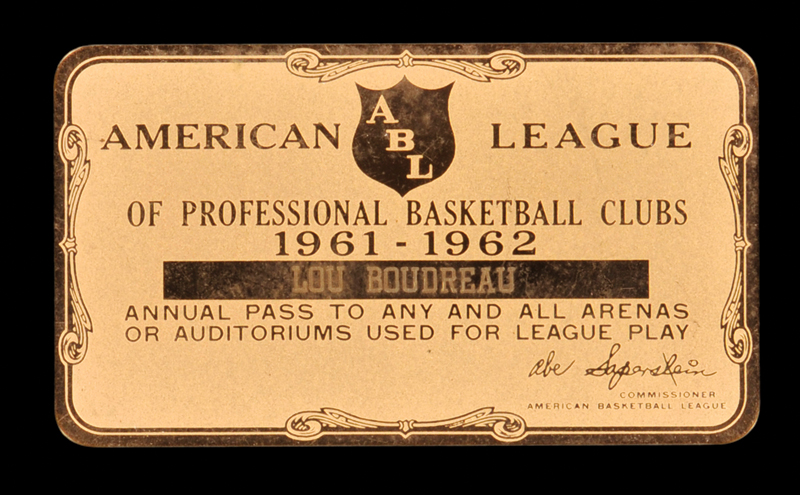 AMERICAN ABL LEAGUE
OF PROFESSIONAL BASKETBALL CLUBS
1961 - 1962
LOU BOUDREAU
ANNUAL PASS TO ANY AND ALL ARENAS
OR AUDITORIUMS USED FOR LEAGUE PLAY
Abe Saperstein
COMMISSIONER
AMERICAN BASKETBALL LEAGUE